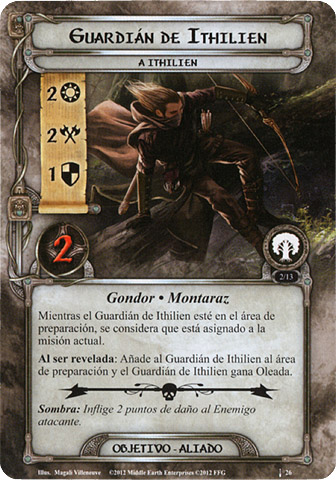 Guardián de Ithilien
A Ithilien
2
2
1
2
2/13
Gondor • Montaraz
Mientras el Guardián de Ithilien esté en el área de
preparación, se considera que está asignado a la
misión actual.
Al ser revelada: Añade al Guardián de Ithilien al área
de preparación y el Guardián de Ithilien gana Oleada.
Sombra: Inflige 2 puntos de daño al Enemigo
atacante.
Objetivo - Aliado
Illus. Magali Villeneuve ©2012 Middle Earth Enterprises ©2012 FFG 26